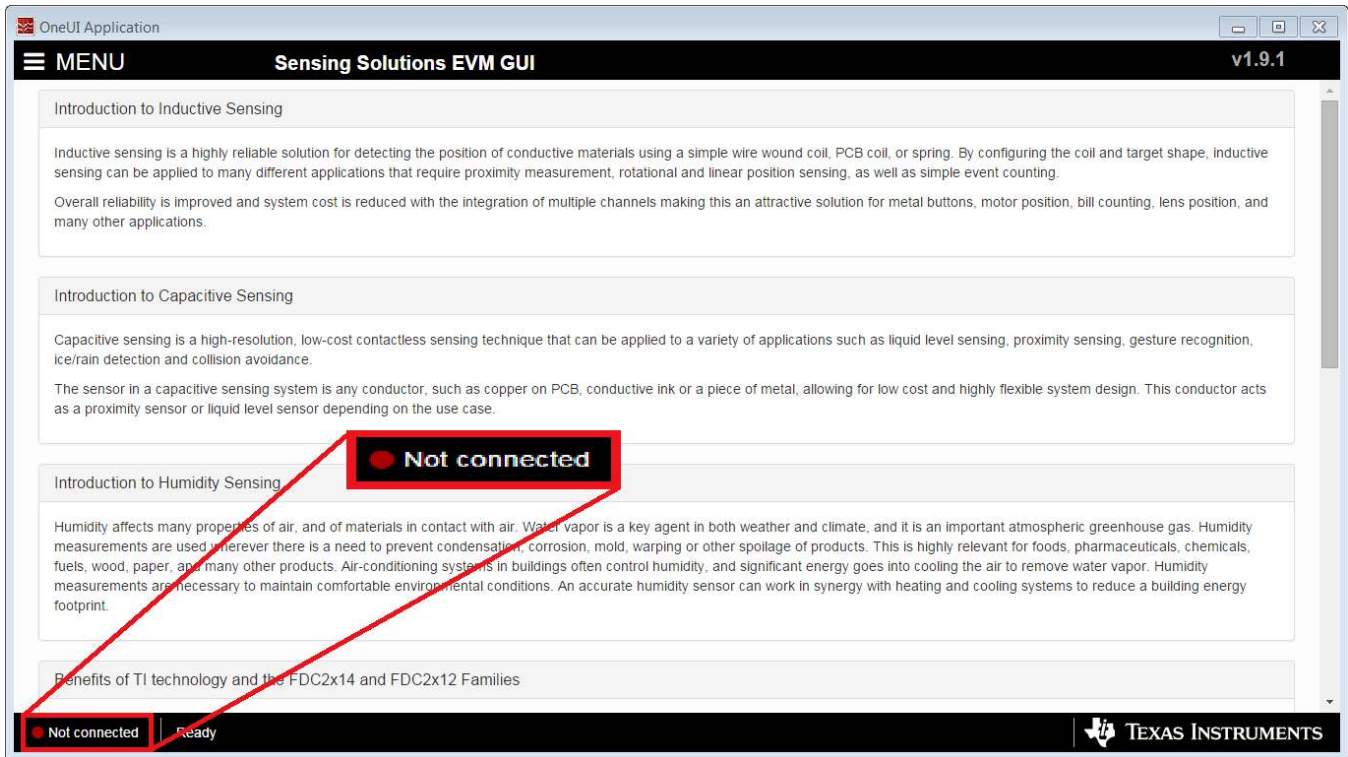 OneUI Application
MENU
Sensing Solutions EVM GUI
v1.9.1
Introduction to Inductive Sensing
Inductive sensing is a highly reliable solution for detecting the position of conductive materials using a simple wire wound coil, PCB coil, or spring. By configuring the coil and target shape, inductive
sensing can be applied to many different applications that require proximity measurement, rotational and linear position sensing, as well as simple event counting.
Overall reliability is improved and system cost is reduced with the integration of multiple channels making this an attractive solution for metal buttons, motor position, bill counting, lens position, and
many other applications.
Introduction to Capacitive Sensing
Capacitive sensing is a high-resolution, low-cost contactless sensing technique that can be applied to a variety of applications such as liquid level sensing, proximity sensing, gesture recognition,
ice/rain detection and collision avoidance.
The sensor in a capacitive sensing system is any conductor, such as copper on PCB, conductive ink or a piece of metal, allowing for low cost and highly flexible system design. This conductor acts
as a proximity sensor or liquid level sensor depending on the use case.
Not connected
Introduction to Humidity Sensing
Humidity affects many properties of air, and of materials in contact with air. Water vapor is a key agent in both weather and climate, and it is an important atmospheric greenhouse gas. Humidity
measurements are used wherever there is a need to prevent condensation, corrosion, mold, warping or other spoilage of products. This is highly relevant for foods, pharmaceuticals, chemicals,
fuels, wood, paper, and many other products. Air-conditioning systems in buildings often control humidity, and significant energy goes into cooling the air to remove water vapor. Humidity
measurements are necessary to maintain comfortable environmental conditions. An accurate humidity sensor can work in synergy with heating and cooling systems to reduce a building energy
footprint.
Benefits of TI technology and the FDC2x14 and FDC2x12 Families
Not connected
Ready
TEXAS INSTRUMENTS